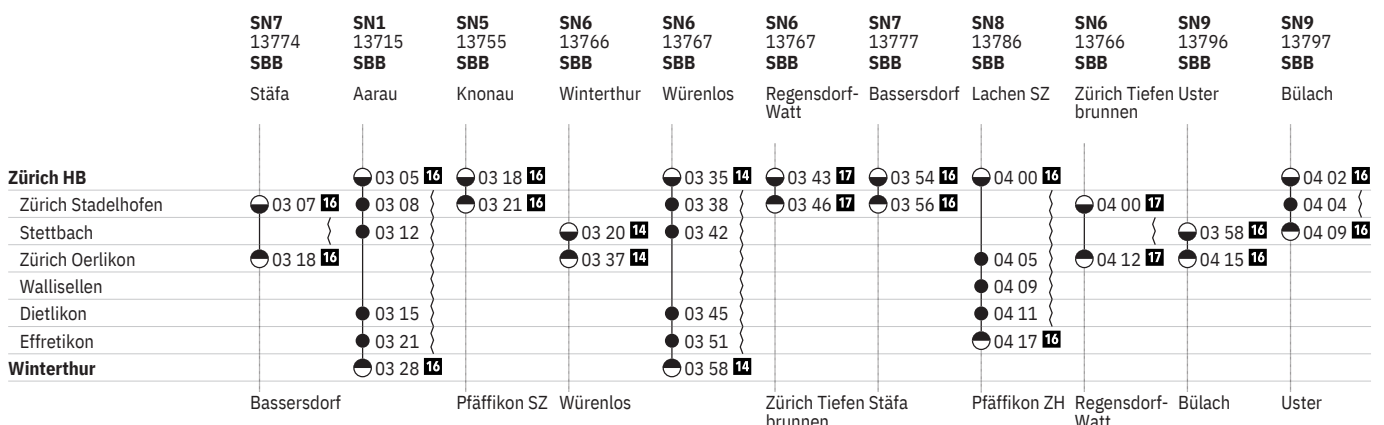 SN7 SN1 SN5 SN6 SN6 SN6 SN7 SN8 SN6 SN9 SN9
13774 13715 13755 13766 13767 13767 13777 13786 13766 13796 13797
SBB SBB SBB SBB SBB SBB SBB SBB SBB SBB SBB
Stäfa Aarau Knonau Winterthur Würenlos Regensdorf- Bassersdorf Lachen SZ Zürich Tiefen Uster Bülach
Watt brunnen
Zürich HB 03 05 16 03 18 16 03 35 14 03 43 17 03 54 16 04 00 16 04 02 16
Zürich Stadelhofen 03 07 16 03 08 03 21 16 03 38 03 46 17 03 56 16 04 00 17 04 04
Stettbach 03 12 03 20 14 03 42 03 58 16 04 09 16
Zürich Oerlikon 03 18 16 03 37 14 04 05 04 12 17 04 15 16
Wallisellen 04 09
Dietlikon 03 15 03 45 04 11
Effretikon 03 21 03 51 04 17 16
Winterthur 03 28 16 03 58 14
Bassersdorf Pfäffikon SZ Würenlos Zürich Tiefen Stäfa Pfäffikon ZH Regensdorf- Bülach Uster
brunnen Watt